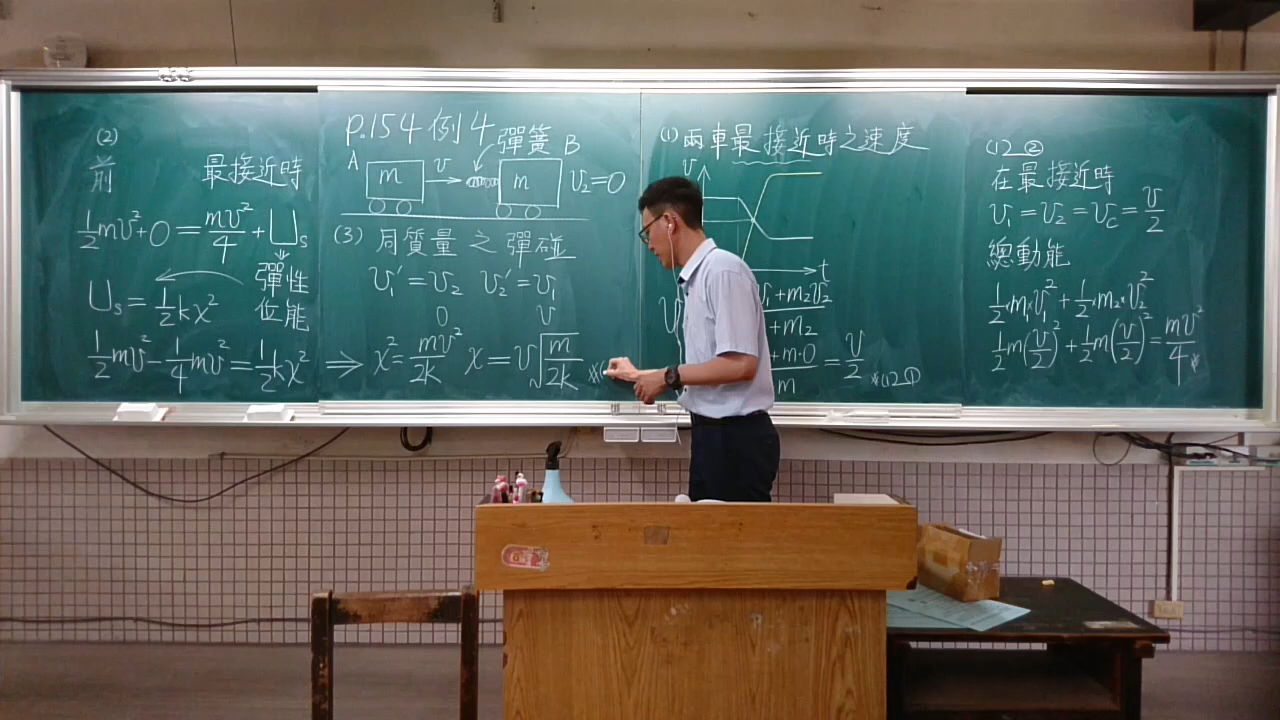 (2)
前 最接近時
½mv²+0=mv²/4+Us
彈性
位能
Us=½kx²
½mv²-¼mv²=½kx² ⇒ x²=mv²/2k x=v√(m/2k) ※
P.154 例4
彈簧
A m v m B v₂=0
(3) 同質量之彈碰
v₁'=v₂ v₂'=v₁
0 v
(1) 兩車最接近時之速度
v
t
v₁+m₂v₂
+m₂
+m·0
m
=v/2 ※(1)①
(1)②
在最接近時
v₁=v₂=vc=v/2
總動能
½m₁v₁²+½m₂v₂²
½m(v/2)²+½m(v/2)²=mv²/4 ※